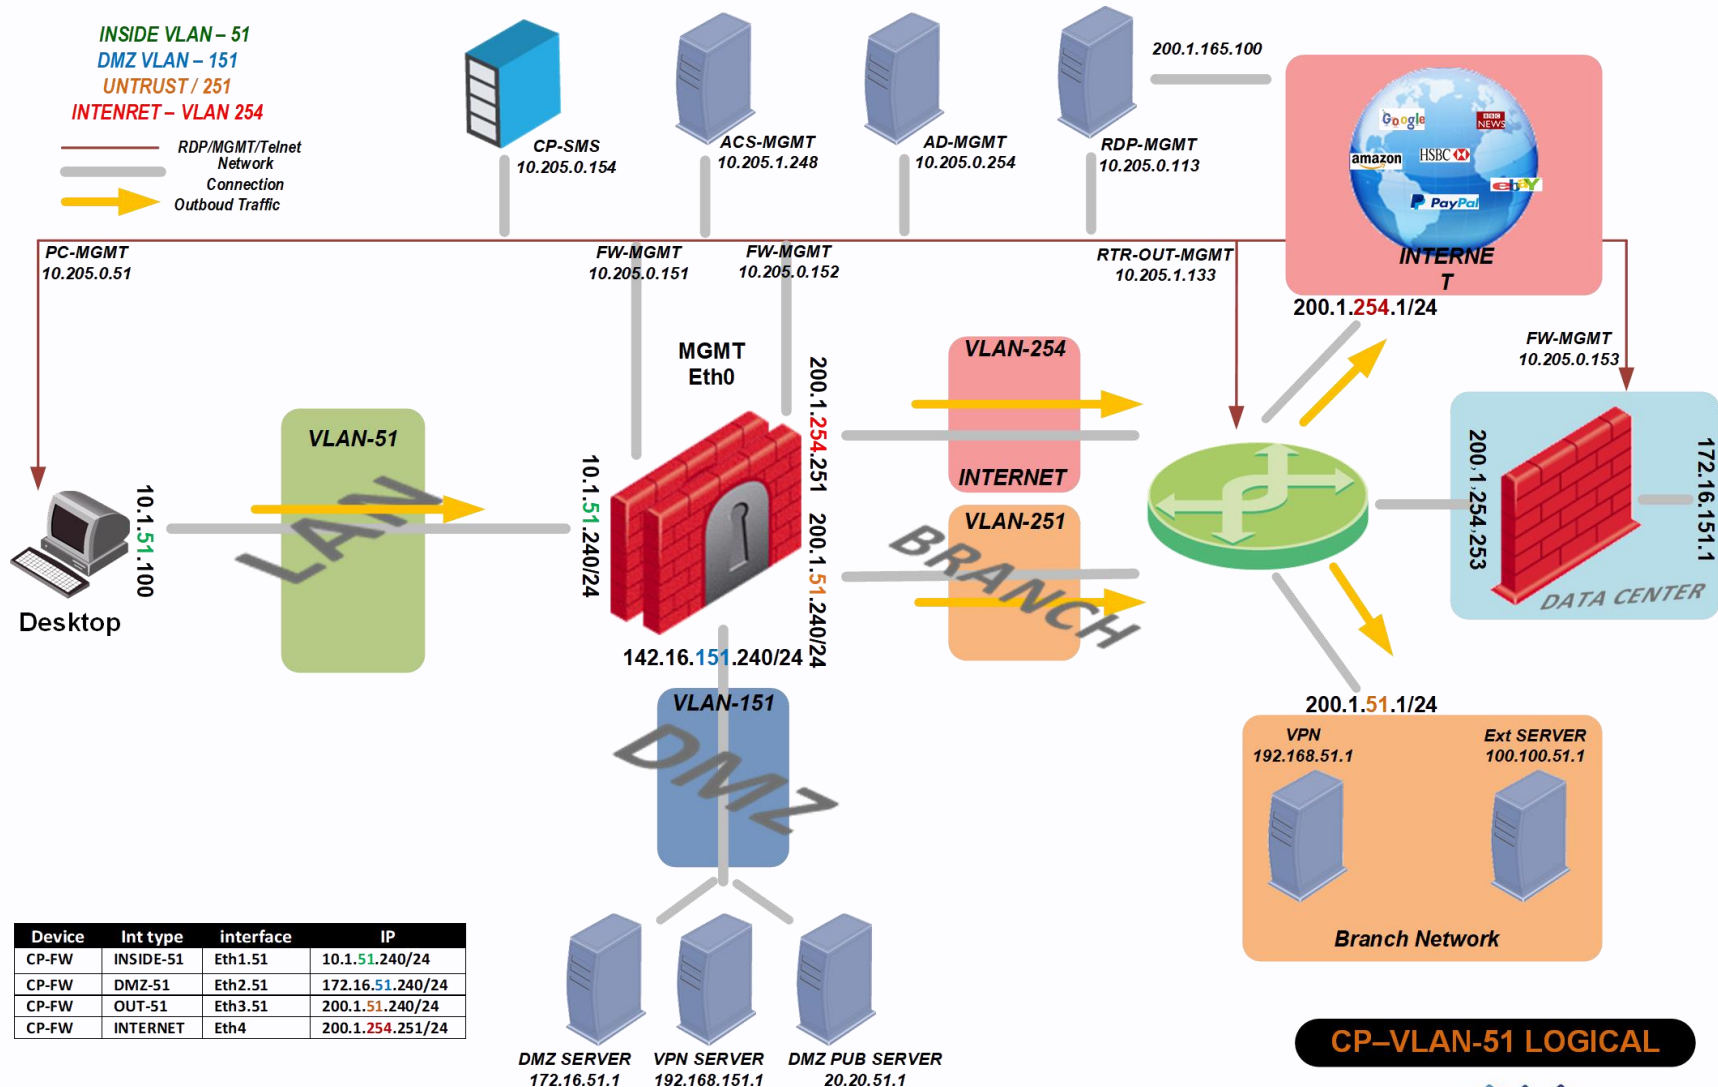 INSIDE VLAN – 51
DMZ VLAN – 151
UNTRUST / 251
INTENRET – VLAN 254
RDP/MGMT/Telnet
Network
Connection
Outboud Traffic
CP-SMS
10.205.0.154
ACS-MGMT
10.205.1.248
AD-MGMT
10.205.0.254
RDP-MGMT
10.205.0.113
200.1.165.100
Google
BBC
NEWS
amazon
HSBC
ebay
PayPal
INTERNE
T
200.1.254.1/24
PC-MGMT
10.205.0.51
FW-MGMT
10.205.0.151
FW-MGMT
10.205.0.152
RTR-OUT-MGMT
10.205.1.133
FW-MGMT
10.205.0.153
MGMT
Eth0
VLAN-51
LAN
10.1.51.100
Desktop
10.1.51.240/24
200.1.254.251
200.1.51.240/24
VLAN-254
INTERNET
VLAN-251
BRANCH
200,1,254,253
172.16.151.1
DATA CENTER
142.16.151.240/24
VLAN-151
DMZ
200.1.51.1/24
VPN
192.168.51.1
Ext SERVER
100.100.51.1
Branch Network
Device Int type interface IP
CP-FW INSIDE-51 Eth1.51 10.1.51.240/24
CP-FW DMZ-51 Eth2.51 172.16.51.240/24
CP-FW OUT-51 Eth3.51 200.1.51.240/24
CP-FW INTERNET Eth4 200.1.254.251/24
DMZ SERVER
172.16.51.1
VPN SERVER
192.168.151.1
DMZ PUB SERVER
20.20.51.1
CP–VLAN-51 LOGICAL